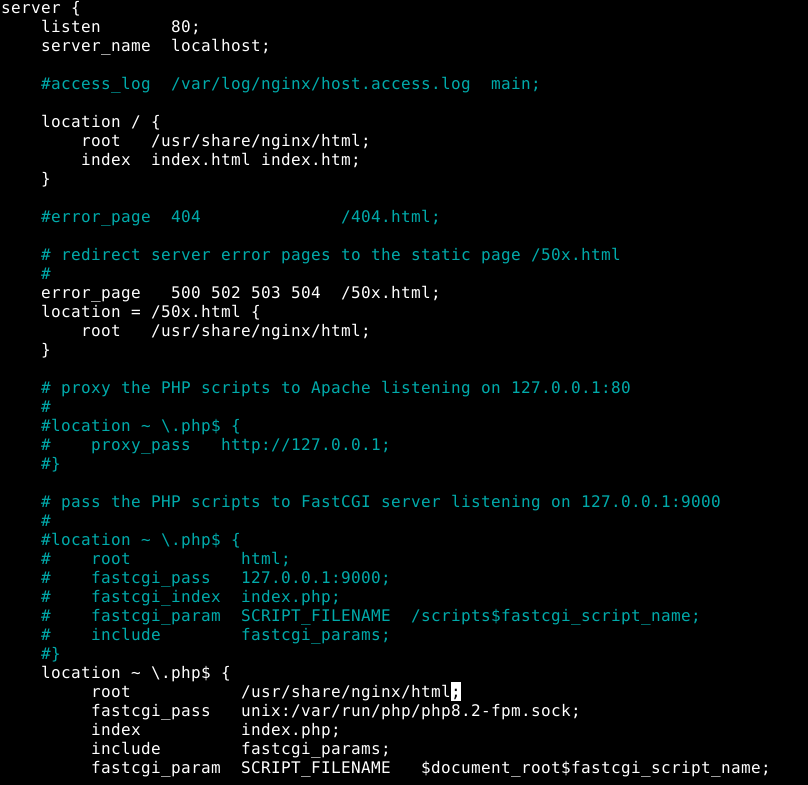 server {
    listen       80;
    server_name  localhost;

    #access_log  /var/log/nginx/host.access.log  main;

    location / {
        root   /usr/share/nginx/html;
        index  index.html index.htm;
    }

    #error_page  404              /404.html;

    # redirect server error pages to the static page /50x.html
    #
    error_page   500 502 503 504  /50x.html;
    location = /50x.html {
        root   /usr/share/nginx/html;
    }

    # proxy the PHP scripts to Apache listening on 127.0.0.1:80
    #
    #location ~ \.php$ {
    #    proxy_pass   http://127.0.0.1;
    #}

    # pass the PHP scripts to FastCGI server listening on 127.0.0.1:9000
    #
    #location ~ \.php$ {
    #    root           html;
    #    fastcgi_pass   127.0.0.1:9000;
    #    fastcgi_index  index.php;
    #    fastcgi_param  SCRIPT_FILENAME  /scripts$fastcgi_script_name;
    #    include        fastcgi_params;
    #}
    location ~ \.php$ {
         root           /usr/share/nginx/html;
         fastcgi_pass   unix:/var/run/php/php8.2-fpm.sock;
         index          index.php;
         include        fastcgi_params;
         fastcgi_param  SCRIPT_FILENAME   $document_root$fastcgi_script_name;